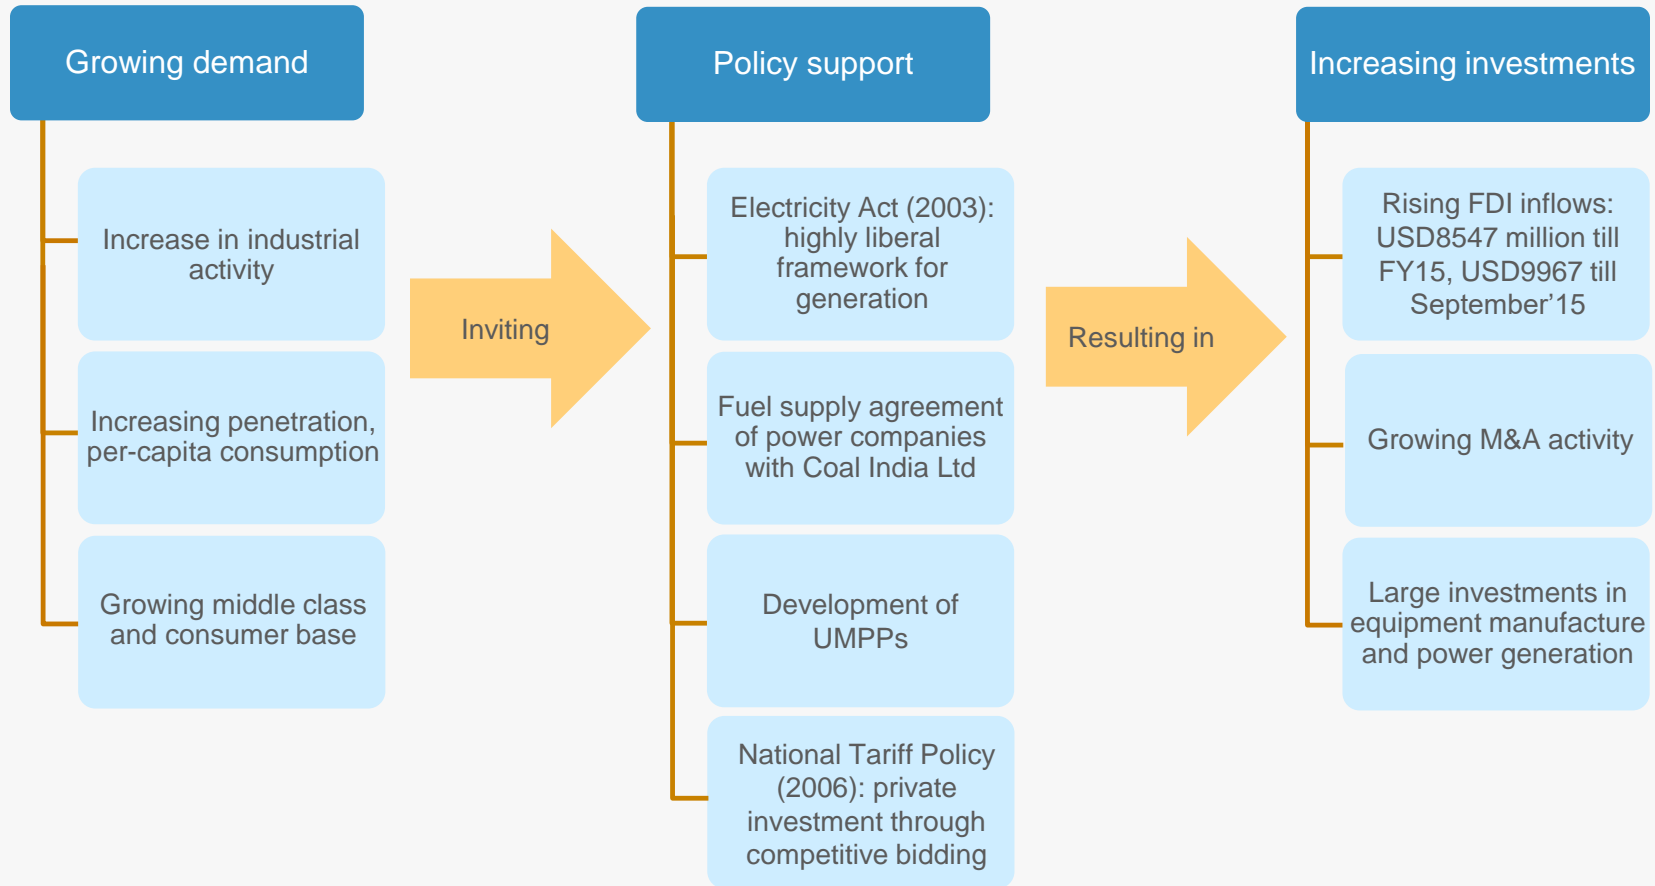 Growing demand
Increase in industrial
activity
Increasing penetration,
per-capita consumption
Growing middle class
and consumer base
Inviting
Policy support
Electricity Act (2003):
highly liberal
framework for
generation
Fuel supply agreement
of power companies
with Coal India Ltd
Development of
UMPPs
National Tariff Policy
(2006): private
investment through
competitive bidding
Resulting in
Increasing investments
Rising FDI inflows:
USD8547 million till
FY15, USD9967 till
September’15
Growing M&A activity
Large investments in
equipment manufacture
and power generation